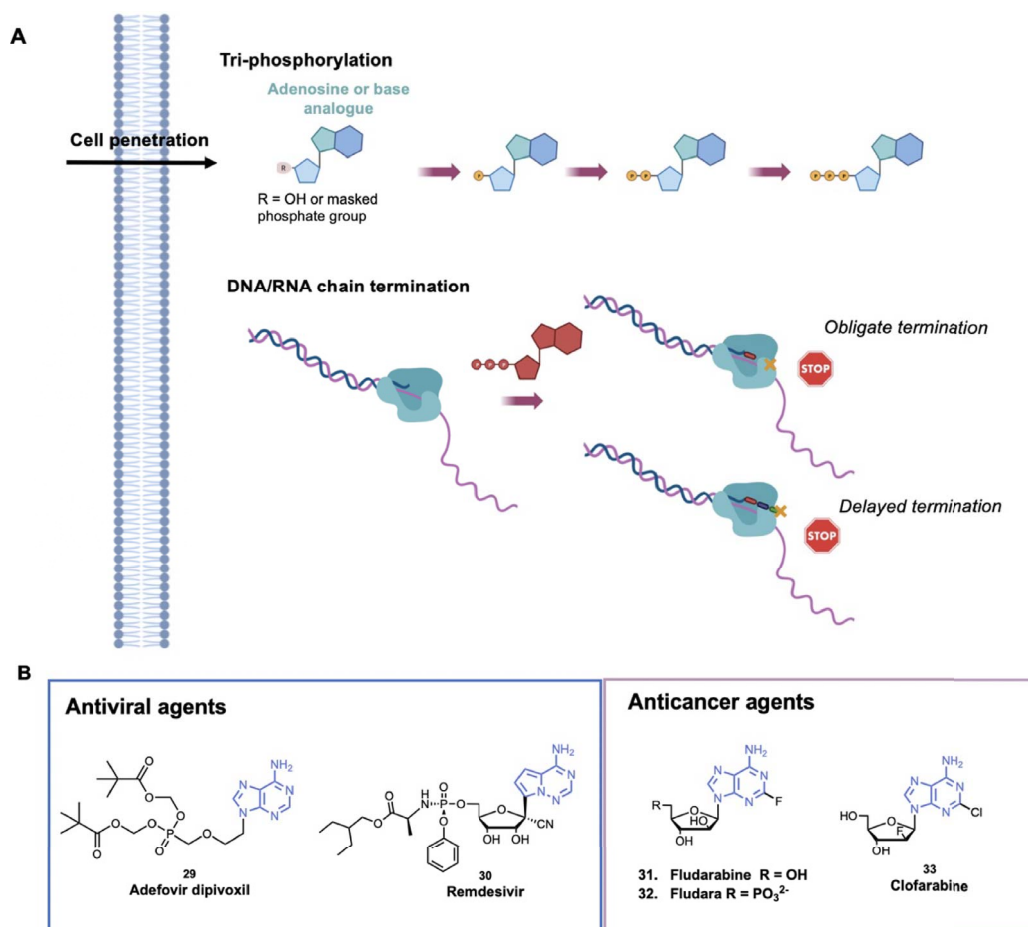 A
Tri-phosphorylation
Adenosine or base
analogue
Cell penetration
R
R = OH or masked
phosphate group
P
P P
P P P
DNA/RNA chain termination
P P P
Obligate termination
STOP
Delayed termination
STOP
B
Antiviral agents
NH₂
N
N
N
N
O
O
O
O
O
O
P
O
O
29
Adefovir dipivoxil
NH₂
N
N
N
O
O
H
N
P
O
O
O
O
CN
OH OH
30
Remdesivir
Anticancer agents
NH₂
N
N
N
N
F
R
O
HO
OH
31. Fludarabine R = OH
32. Fludara R = PO₃²⁻
NH₂
N
N
N
N
Cl
HO
O
F
OH
33
Clofarabine